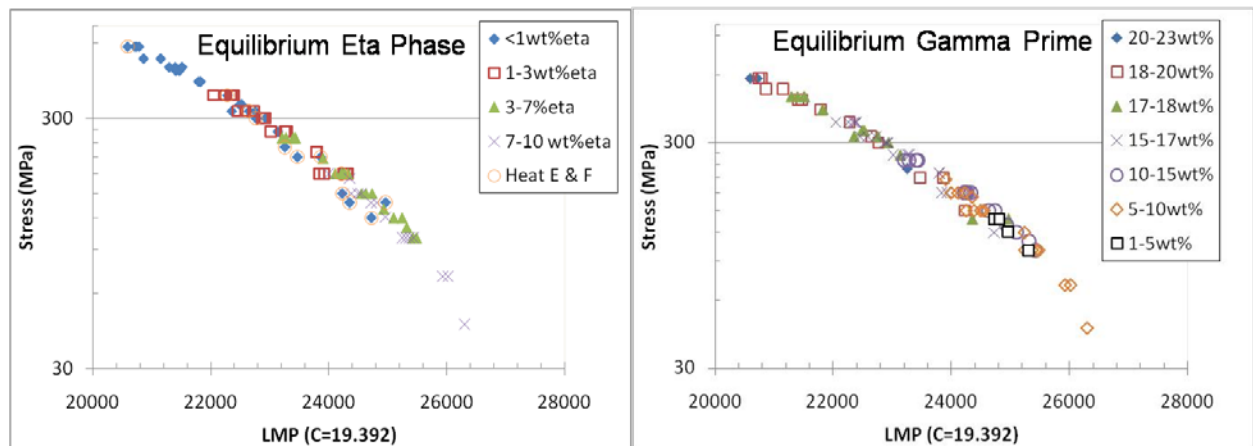 Equilibrium Eta Phase
<1wt%eta
1-3wt%eta
3-7%eta
7-10 wt%eta
Heat E & F
300
30
Stress (MPa)
20000 22000 24000 26000 28000
LMP (C=19.392)
Equilibrium Gamma Prime
20-23wt%
18-20wt%
17-18wt%
15-17wt%
10-15wt%
5-10wt%
1-5wt%
300
30
Stress (MPa)
20000 22000 24000 26000 28000
LMP (C=19.392)